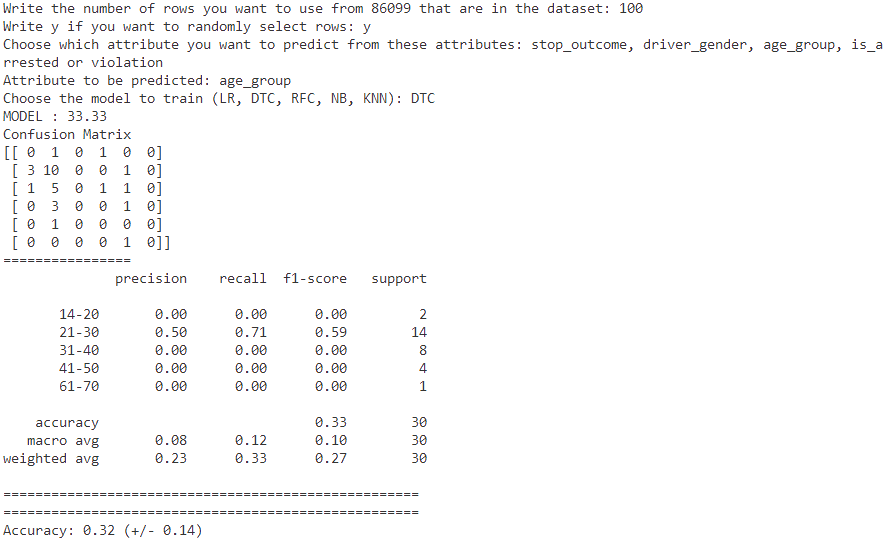 Write the number of rows you want to use from 86099 that are in the dataset: 100
Write y if you want to randomly select rows: y
Choose which attribute you want to predict from these attributes: stop_outcome, driver_gender, age_group, is_a
rrested or violation
Attribute to be predicted: age_group
Choose the model to train (LR, DTC, RFC, NB, KNN): DTC
MODEL : 33.33
Confusion Matrix
[[ 0  1  0  1  0  0]
 [ 3 10  0  0  1  0]
 [ 1  5  0  1  1  0]
 [ 0  3  0  0  1  0]
 [ 0  1  0  0  0  0]
 [ 0  0  0  0  1  0]]
================
              precision    recall  f1-score   support

       14-20       0.00      0.00      0.00         2
       21-30       0.50      0.71      0.59        14
       31-40       0.00      0.00      0.00         8
       41-50       0.00      0.00      0.00         4
       61-70       0.00      0.00      0.00         1

    accuracy                           0.33        30
   macro avg       0.08      0.12      0.10        30
weighted avg       0.23      0.33      0.27        30

====================================================
====================================================
Accuracy: 0.32 (+/- 0.14)